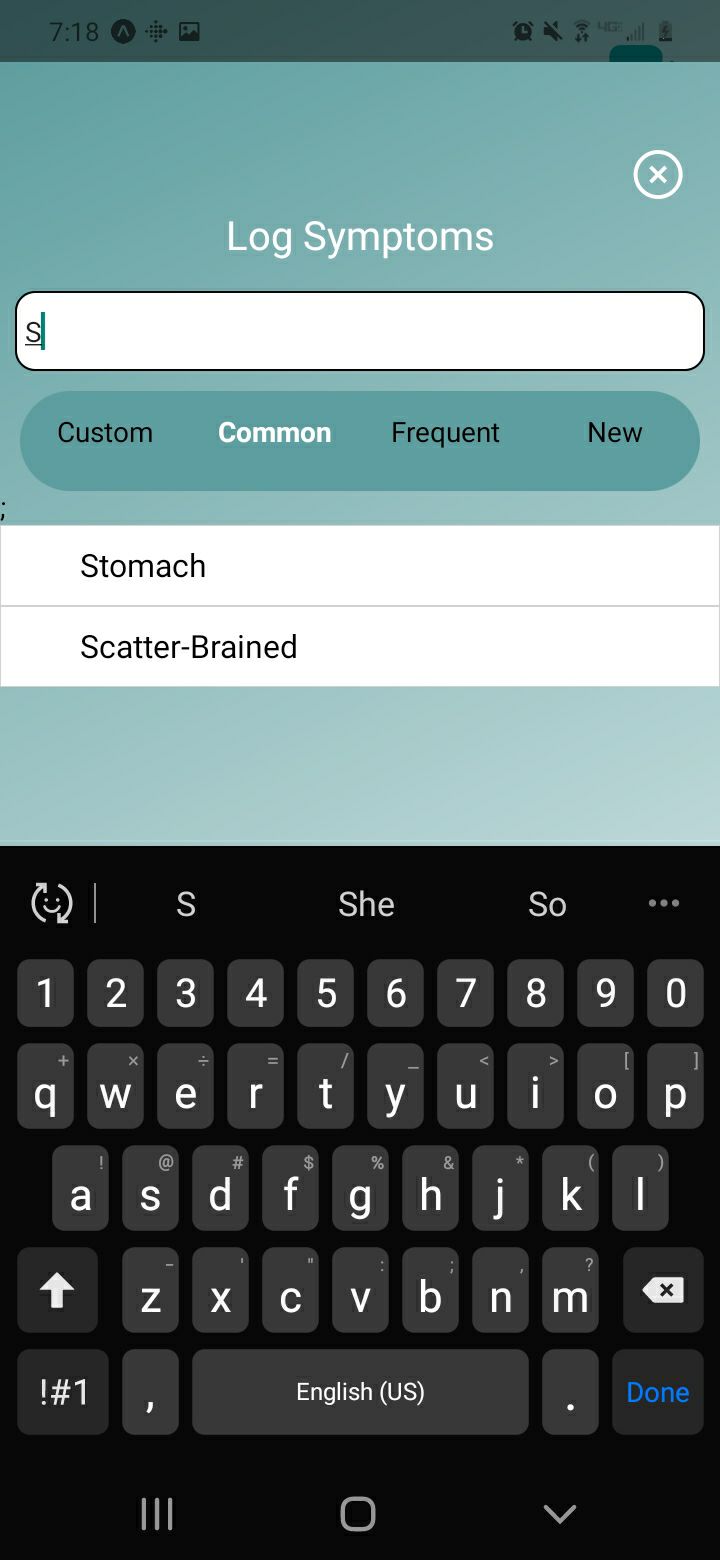 7:18 4GE
Log Symptoms
S
Custom Common Frequent New
;
Stomach
Scatter-Brained
S She So
1 2 3 4 5 6 7 8 9 0
+ × ÷ = / _ < > [ ]
q w e r t y u i o p
! @ # $ % & * ( )
a s d f g h j k l
- ' " : ; , ?
z x c v b n m
!#1 , English (US) . Done